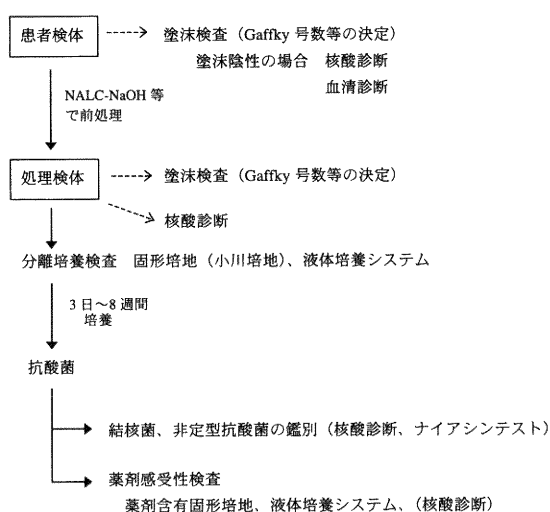 患者検体
塗沫検査（Gaffky 号数等の決定）
塗沫陰性の場合　核酸診断
血清診断
NALC-NaOH 等
で前処理
処理検体
塗沫検査（Gaffky 号数等の決定）
核酸診断
分離培養検査　固形培地（小川培地）、液体培養システム
3 日～8 週間
培養
抗酸菌
結核菌、非定型抗酸菌の鑑別（核酸診断、ナイアシンテスト）
薬剤感受性検査
薬剤含有固形培地、液体培養システム、（核酸診断）